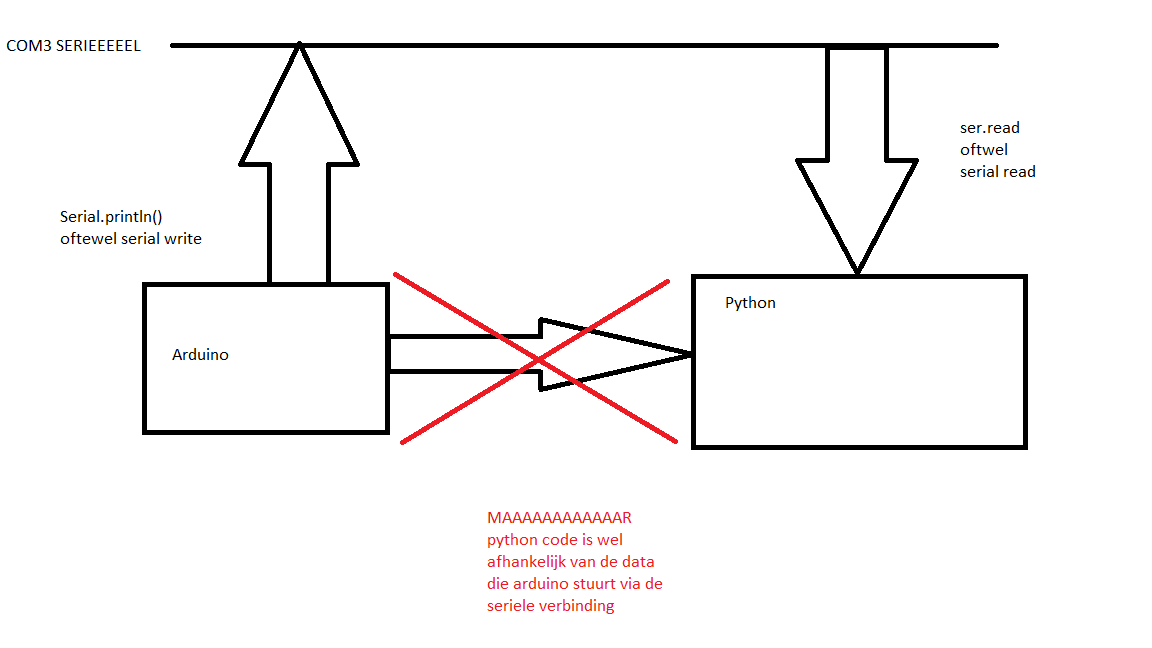 COM3 SERIEEEEEL
ser.read
oftwel
serial read
Serial.println()
oftewel serial write
Python
Arduino
MAAAAAAAAAAAAR
python code is wel
afhankelijk van de data
die arduino stuurt via de
seriele verbinding